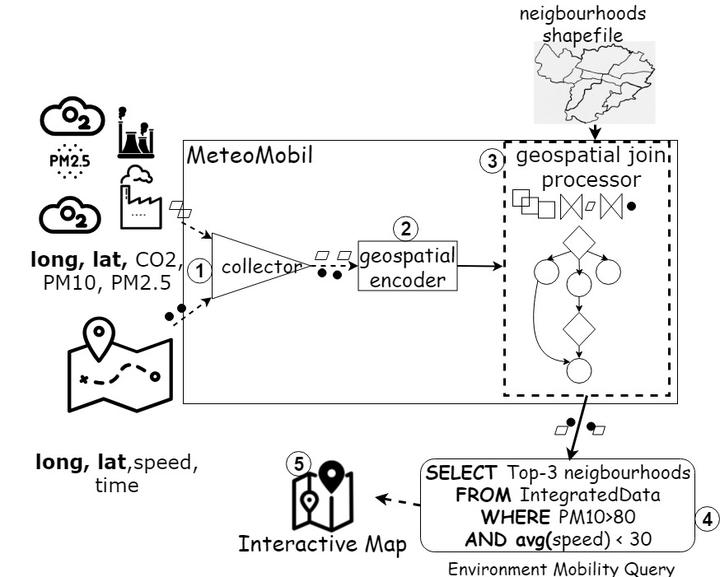 neigbourhoods
shapefile
O2
PM2.5
O2
long, lat, CO2,
PM10, PM2.5
MeteoMobil
1
collector
2
geospatial
encoder
3
geospatial join
processor
long, lat,speed,
time
SELECT Top-3 neigbourhoods
FROM IntegratedData
WHERE PM10>80
AND avg(speed) < 30
4
Environment Mobility Query
5
Interactive Map